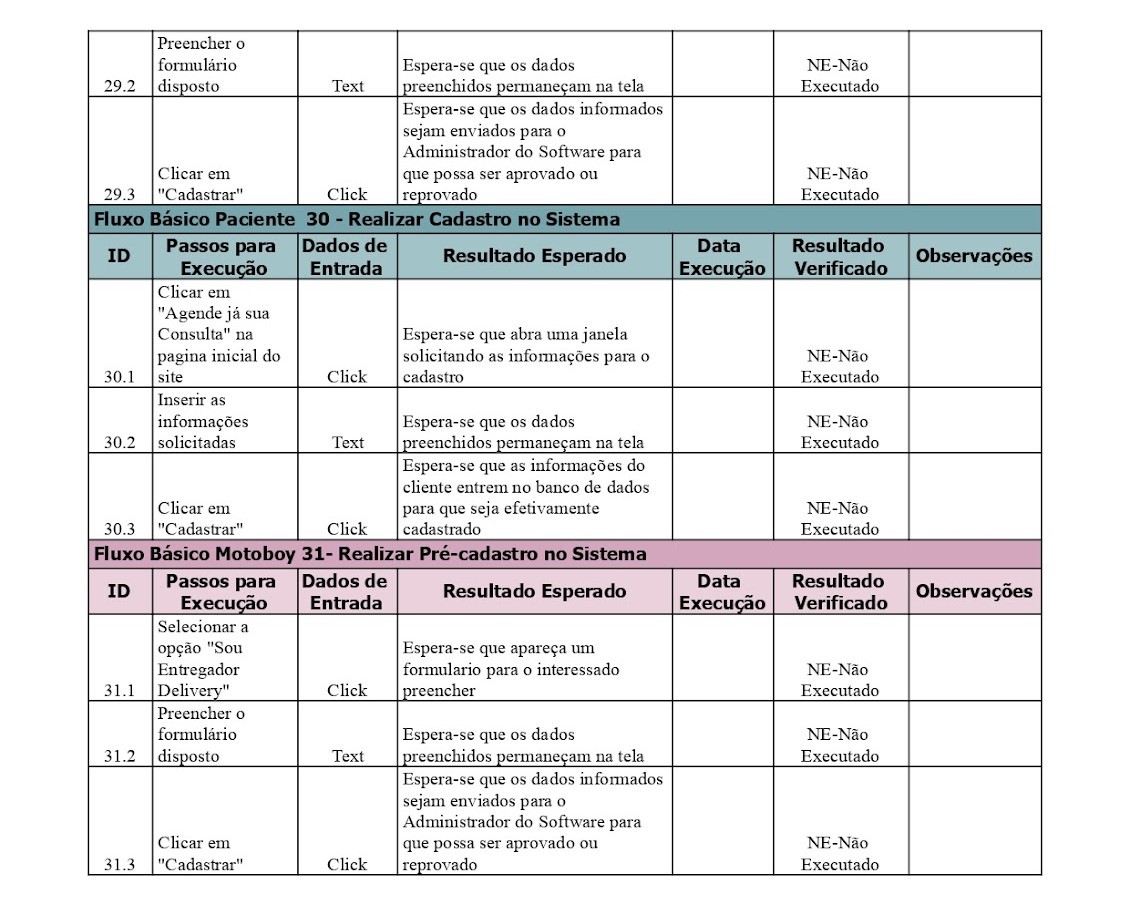 Preencher o
formulário
29.2 disposto Text Espera-se que os dados
preenchidos permaneçam na tela NE-Não
Executado
29.3 Clicar em
"Cadastrar" Click Espera-se que os dados informados
sejam enviados para o
Administrador do Software para
que possa ser aprovado ou
reprovado NE-Não
Executado
Fluxo Básico Paciente 30 - Realizar Cadastro no Sistema
ID Passos para
Execução Dados de
Entrada Resultado Esperado Data
Execução Resultado
Verificado Observações
30.1 Clicar em
"Agende já sua
Consulta" na
pagina inicial do
site Click Espera-se que abra uma janela
solicitando as informações para o
cadastro NE-Não
Executado
30.2 Inserir as
informações
solicitadas Text Espera-se que os dados
preenchidos permaneçam na tela NE-Não
Executado
30.3 Clicar em
"Cadastrar" Click Espera-se que as informações do
cliente entrem no banco de dados
para que seja efetivamente
cadastrado NE-Não
Executado
Fluxo Básico Motoboy 31- Realizar Pré-cadastro no Sistema
ID Passos para
Execução Dados de
Entrada Resultado Esperado Data
Execução Resultado
Verificado Observações
31.1 Selecionar a
opção "Sou
Entregador
Delivery" Click Espera-se que apareça um
formulario para o interessado
preencher NE-Não
Executado
31.2 Preencher o
formulário
disposto Text Espera-se que os dados
preenchidos permaneçam na tela NE-Não
Executado
31.3 Clicar em
"Cadastrar" Click Espera-se que os dados informados
sejam enviados para o
Administrador do Software para
que possa ser aprovado ou
reprovado NE-Não
Executado